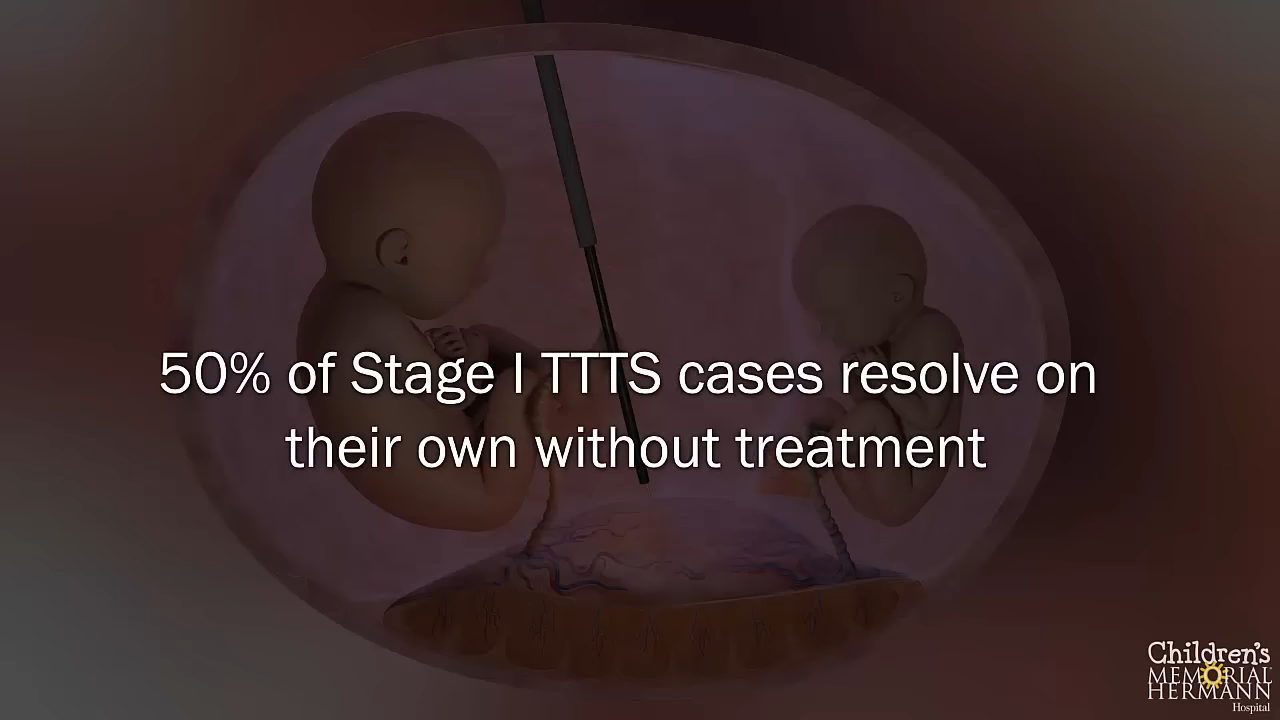 50% of Stage I TTTS cases resolve on
their own without treatment
Children's
MEMORIAL
HERMANN
Hospital